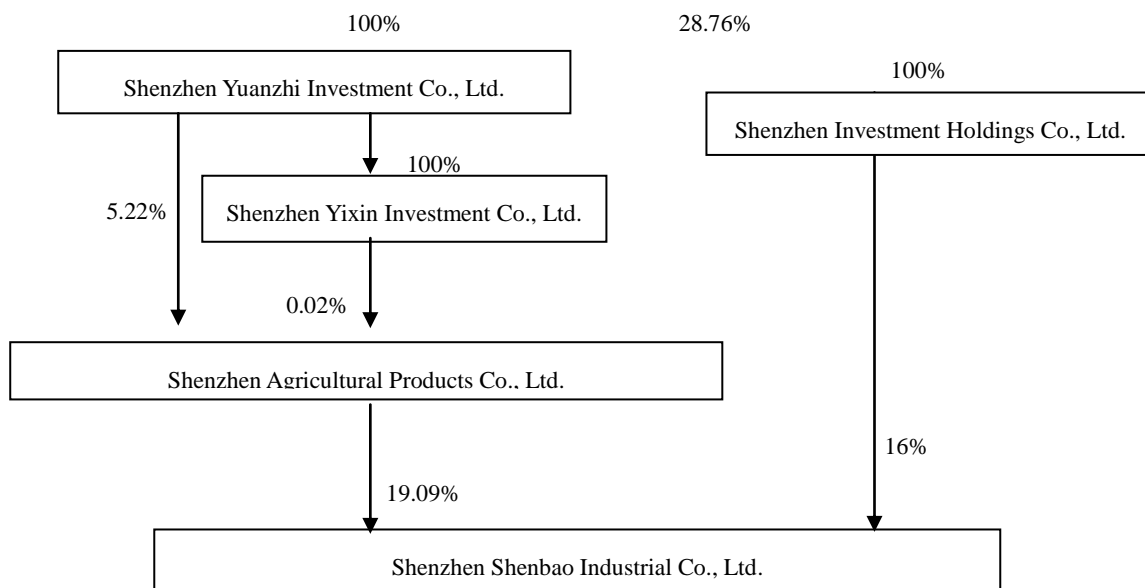 100%
28.76%
Shenzhen Yuanzhi Investment Co., Ltd.
100%
Shenzhen Investment Holdings Co., Ltd.
100%
5.22%
Shenzhen Yixin Investment Co., Ltd.
0.02%
Shenzhen Agricultural Products Co., Ltd.
16%
19.09%
Shenzhen Shenbao Industrial Co., Ltd.